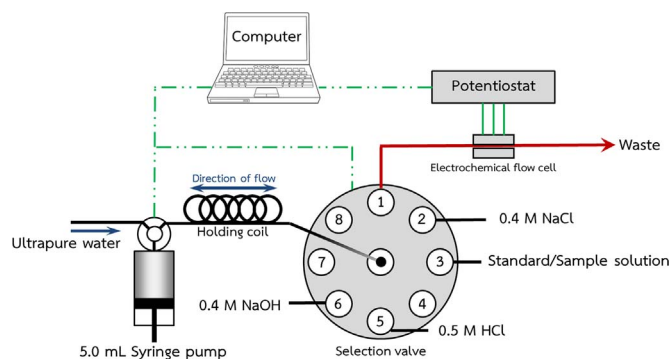 Computer
Potentiostat
Waste
Electrochemical flow cell
Direction of flow
Holding coil
Ultrapure water
1
2
0.4 M NaCl
3
Standard/Sample solution
4
5
0.5 M HCl
6
0.4 M NaOH
7
8
5.0 mL Syringe pump
Selection valve